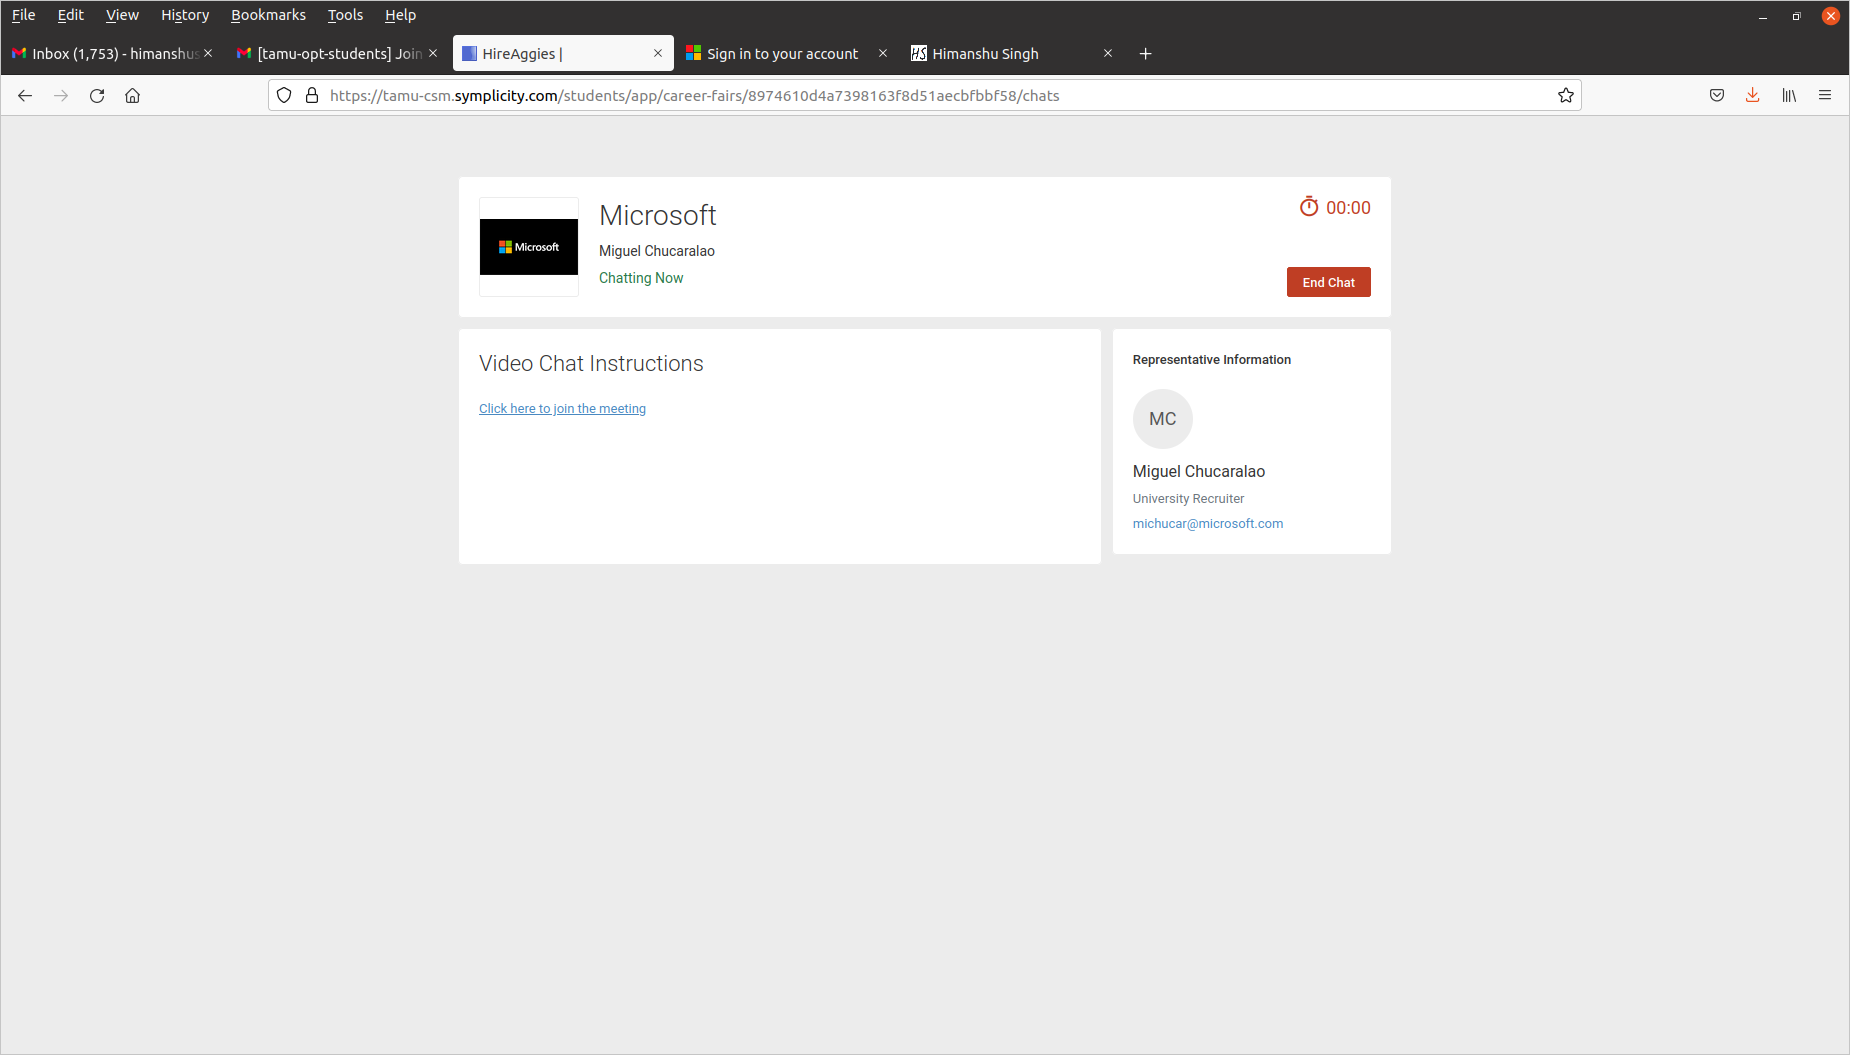 File Edit View History Bookmarks Tools Help
Inbox (1,753) - himanshus
[tamu-opt-students] Join
HireAggies |
Sign in to your account
HS Himanshu Singh
https://tamu-csm.symplicity.com/students/app/career-fairs/8974610d4a7398163f8d51aecbfbbf58/chats
Microsoft
Microsoft
Miguel Chucaralao
Chatting Now
00:00
End Chat
Video Chat Instructions
Click here to join the meeting
Representative Information
MC
Miguel Chucaralao
University Recruiter
michucar@microsoft.com